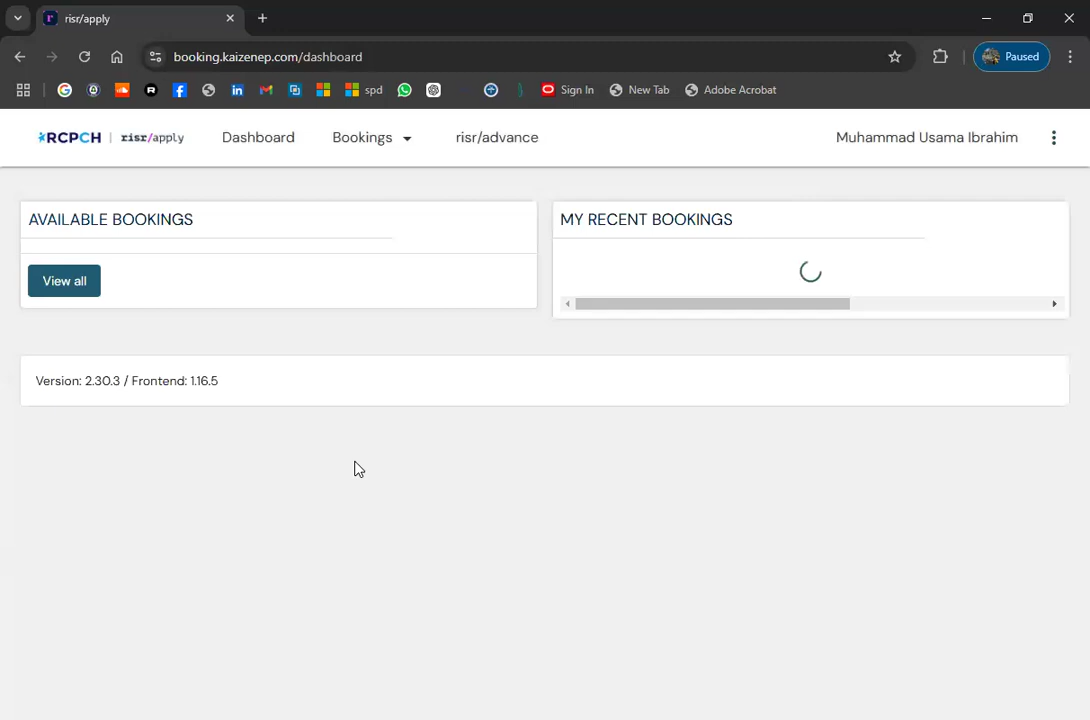 risr/apply
booking.kaizenep.com/dashboard
Paused
spd
Sign In
New Tab
Adobe Acrobat
RCPCH | risr/apply
Dashboard
Bookings
risr/advance
Muhammad Usama Ibrahim
AVAILABLE BOOKINGS
View all
MY RECENT BOOKINGS
Version: 2.30.3 / Frontend: 1.16.5